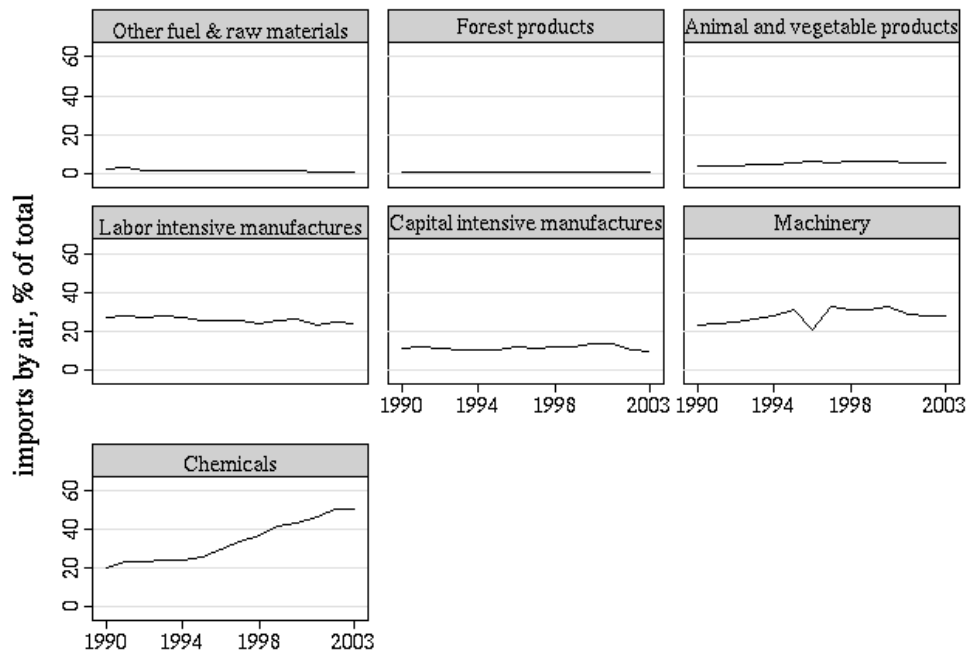 Other fuel & raw materials
Forest products
Animal and vegetable products
60
40
20
0
imports by air, % of total
Labor intensive manufactures
Capital intensive manufactures
Machinery
60
40
20
0
1990 1994 1998 2003
1990 1994 1998 2003
Chemicals
60
40
20
0
1990 1994 1998 2003